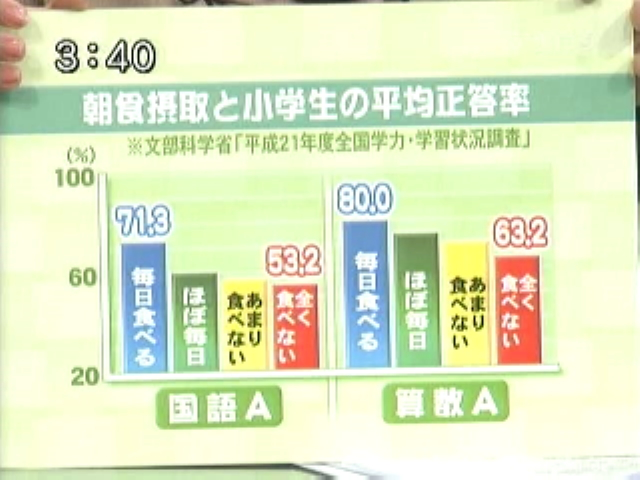 3:40
朝食摂取と小学生の平均正答率
※文部科学省「平成21年度全国学力・学習状況調査」
(%)
100
60
20
71.3
53.2
80.0
63.2
毎日食べる
ほぼ毎日
あまり
食べない
全く
食べない
毎日食べる
ほぼ毎日
あまり
食べない
全く
食べない
国語A
算数A